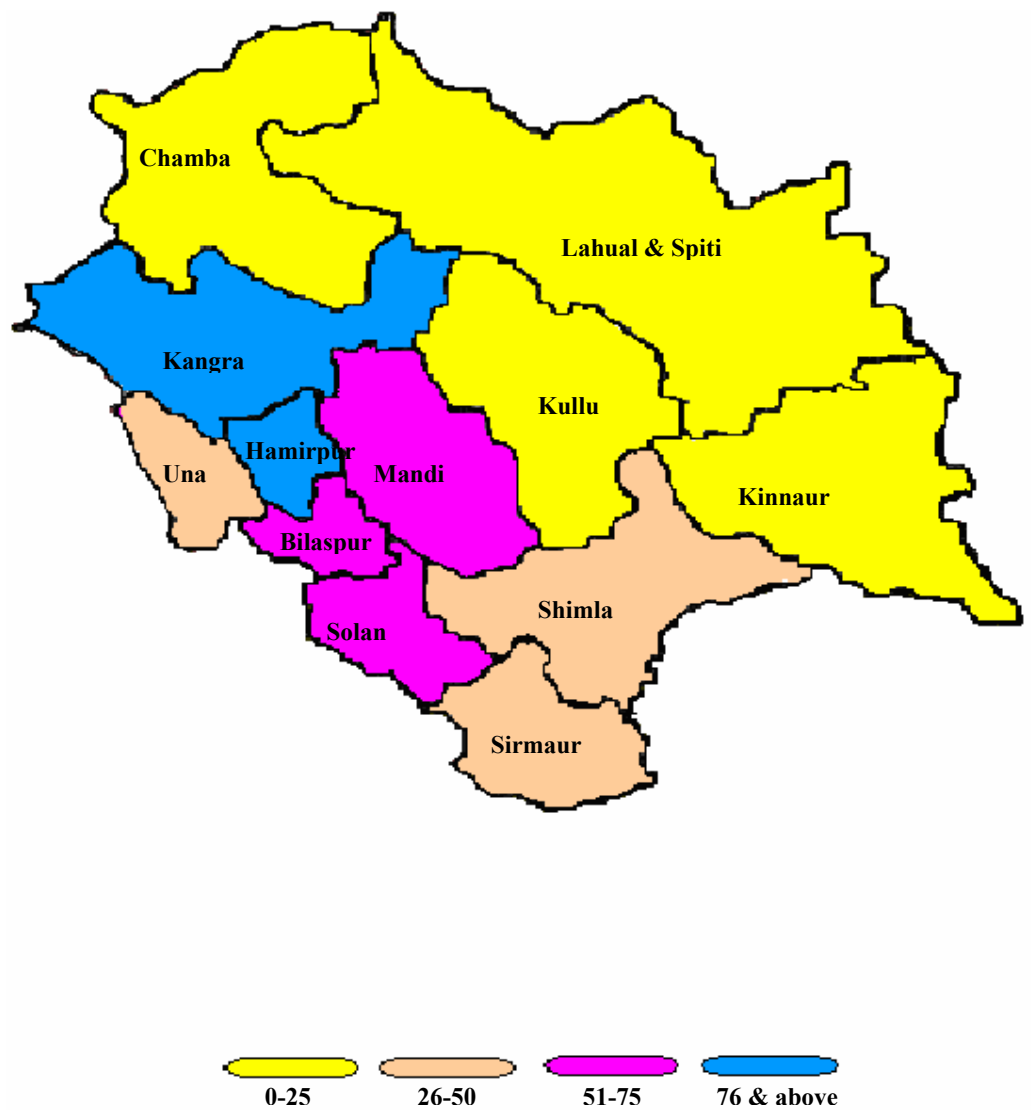 Chamba
Lahual & Spiti
Kangra
Kullu
Hamirpur
Una
Mandi
Kinnaur
Bilaspur
Shimla
Solan
Sirmaur
0-25 26-50 51-75 76 & above